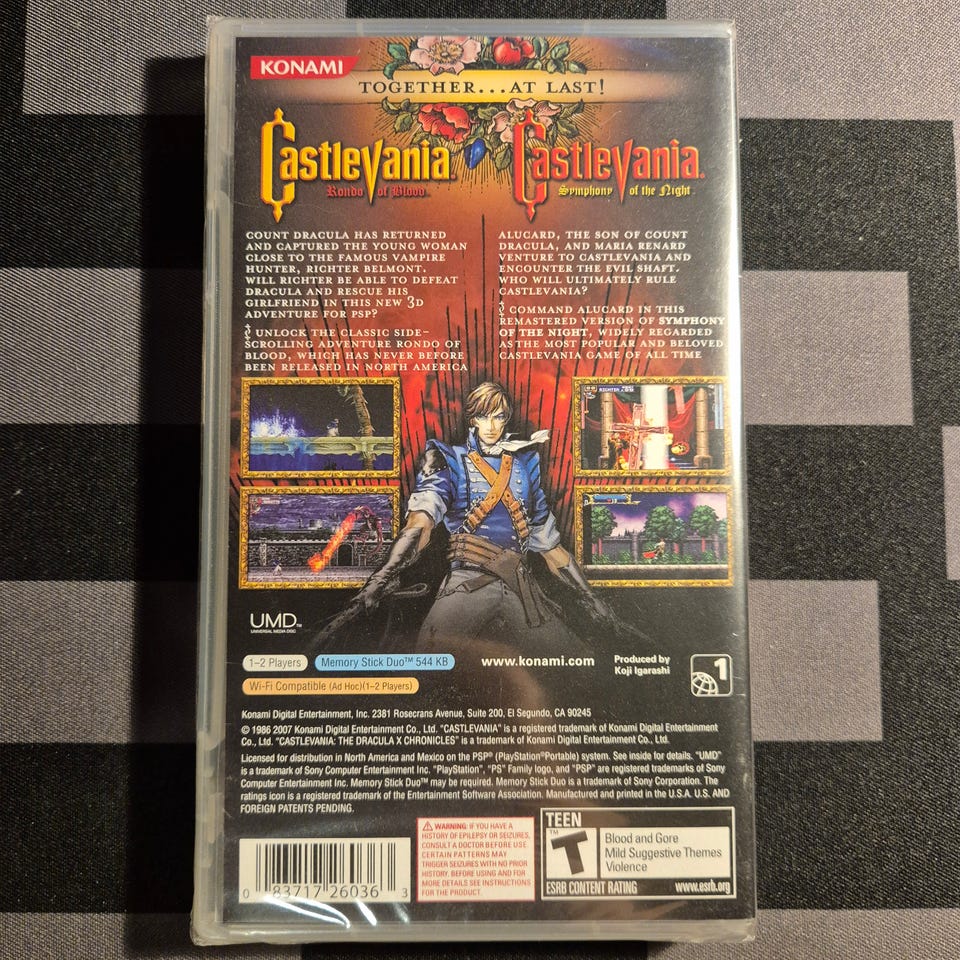 KONAMI
TOGETHER...AT LAST!
Castlevania
Rondo of Blood™
Castlevania
Symphony of the Night
COUNT DRACULA HAS RETURNED
AND CAPTURED THE YOUNG WOMAN
CLOSE TO THE FAMOUS VAMPIRE
HUNTER, RICHTER BELMONT.
WILL RICHTER BE ABLE TO DEFEAT
DRACULA AND RESCUE HIS
GIRLFRIEND IN THIS NEW 3D
ADVENTURE FOR PSP?
UNLOCK THE CLASSIC SIDE-
SCROLLING ADVENTURE RONDO OF
BLOOD, WHICH HAS NEVER BEFORE
BEEN RELEASED IN NORTH AMERICA
ALUCARD, THE SON OF COUNT
DRACULA, AND MARIA RENARD
VENTURE TO CASTLEVANIA AND
ENCOUNTER THE EVIL SHAFT.
WHO WILL ULTIMATELY RULE
CASTLEVANIA?
COMMAND ALUCARD IN THIS
REMASTERED VERSION OF SYMPHONY
OF THE NIGHT, WIDELY REGARDED
AS THE MOST POPULAR AND BELOVED
CASTLEVANIA GAME OF ALL TIME
UMD™
UNIVERSAL MEDIA DISC
1-2 Players
Memory Stick Duo™ 544 KB
www.konami.com
Produced by
Koji Igarashi
1
Wi-Fi Compatible (Ad Hoc)(1-2 Players)
Konami Digital Entertainment, Inc. 2381 Rosecrans Avenue, Suite 200, El Segundo, CA 90245
© 1986 2007 Konami Digital Entertainment Co., Ltd. "CASTLEVANIA" is a registered trademark of Konami Digital Entertainment
Co., Ltd. "CASTLEVANIA: THE DRACULA X CHRONICLES" is a trademark of Konami Digital Entertainment Co., Ltd.
Licensed for distribution in North America and Mexico on the PSP® (PlayStation®Portable) system. See inside for details. "UMD"
is a trademark of Sony Computer Entertainment Inc. "PlayStation", "PS" Family logo, and "PSP" are registered trademarks of Sony
Computer Entertainment Inc. Memory Stick Duo™ may be required. Memory Stick Duo is a trademark of Sony Corporation. The
ratings icon is a registered trademark of the Entertainment Software Association. Manufactured and printed in the U.S.A. U.S. AND
FOREIGN PATENTS PENDING.
0 83717 26036 3
WARNING: IF YOU HAVE A
HISTORY OF EPILEPSY OR SEIZURES,
CONSULT A DOCTOR BEFORE USE.
CERTAIN PATTERNS MAY
TRIGGER SEIZURES WITH NO PRIOR
HISTORY. BEFORE USING AND FOR
MORE DETAILS SEE INSTRUCTIONS
FOR THE PRODUCT.
TEEN
T™
Blood and Gore
Mild Suggestive Themes
Violence
ESRB CONTENT RATING
www.esrb.org